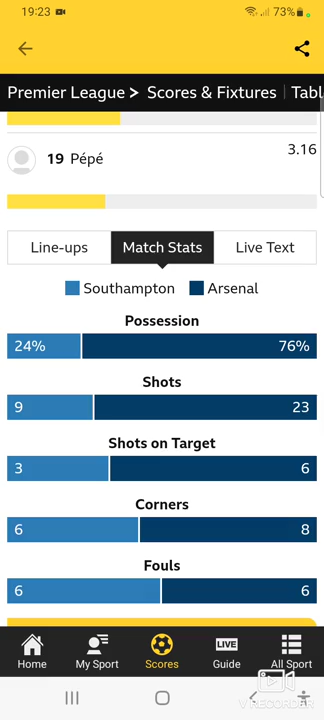 19:23 73%
Premier League > Scores & Fixtures Tabl
19 Pépé 3.16
Line-ups Match Stats Live Text
Southampton Arsenal
Possession
24% 76%
Shots
9 23
Shots on Target
3 6
Corners
6 8
Fouls
6 6
LIVE
Home My Sport Scores Guide All Sport
V RECORDER